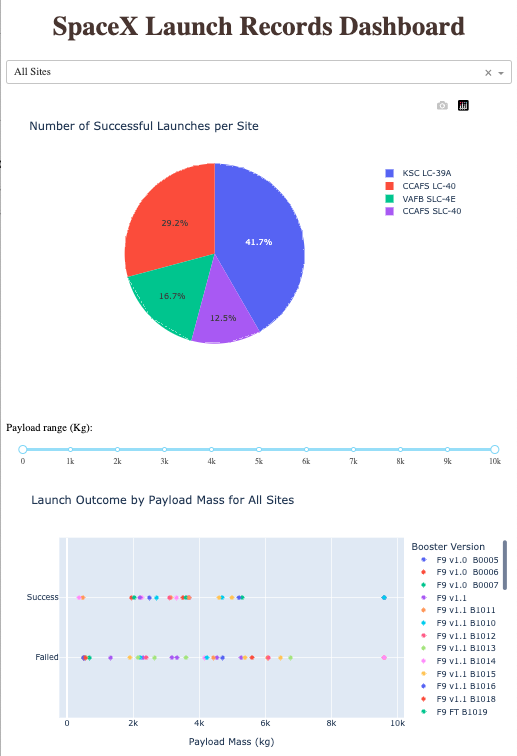 SpaceX Launch Records Dashboard
All Sites
Number of Successful Launches per Site
KSC LC-39A
CCAFS LC-40
VAFB SLC-4E
CCAFS SLC-40
29.2%
41.7%
16.7%
12.5%
Payload range (Kg):
0 1k 2k 3k 4k 5k 6k 7k 8k 9k 10k
Launch Outcome by Payload Mass for All Sites
Booster Version
F9 v1.0  B0005
F9 v1.0  B0006
F9 v1.0  B0007
F9 v1.1
F9 v1.1 B1011
F9 v1.1 B1010
F9 v1.1 B1012
F9 v1.1 B1013
F9 v1.1 B1014
F9 v1.1 B1015
F9 v1.1 B1016
F9 v1.1 B1018
F9 FT B1019
Success
Failed
0 2k 4k 6k 8k 10k
Payload Mass (kg)